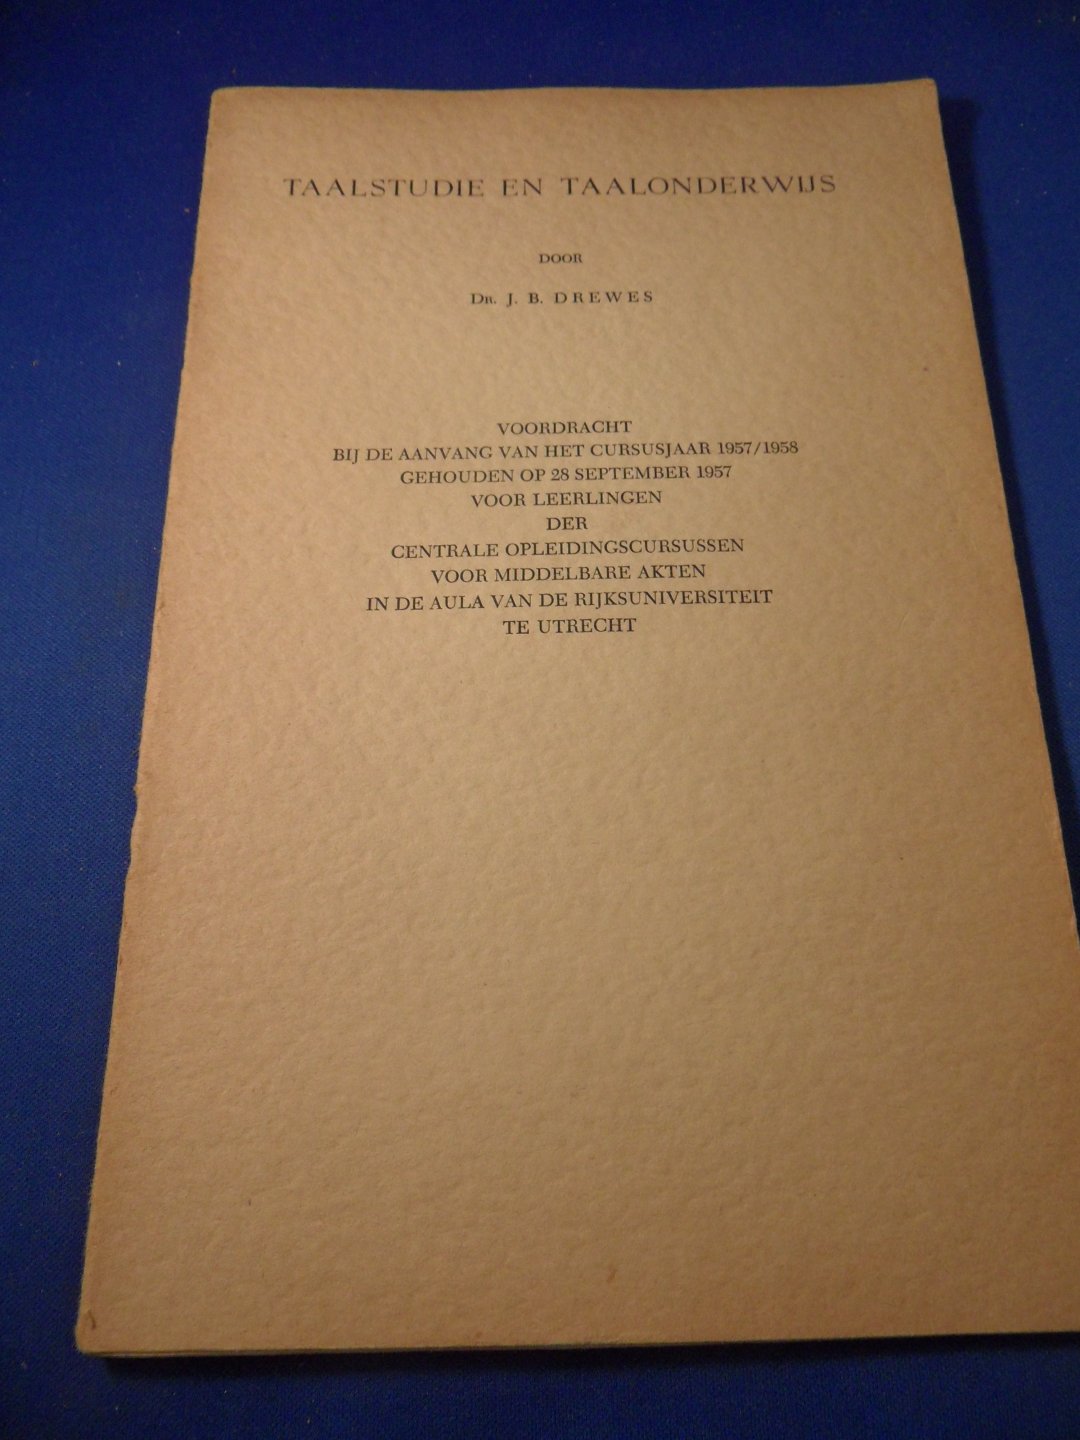 TAALSTUDIE EN TAALONDERWIJS
DOOR
DR. J. B. DREWES
VOORDRACHT
BIJ DE AANVANG VAN HET CURSUSJAAR 1957/1958
GEHOUDEN OP 28 SEPTEMBER 1957
VOOR LEERLINGEN
DER
CENTRALE OPLEIDINGSCURSUSSEN
VOOR MIDDELBARE AKTEN
IN DE AULA VAN DE RIJKSUNIVERSITEIT
TE UTRECHT